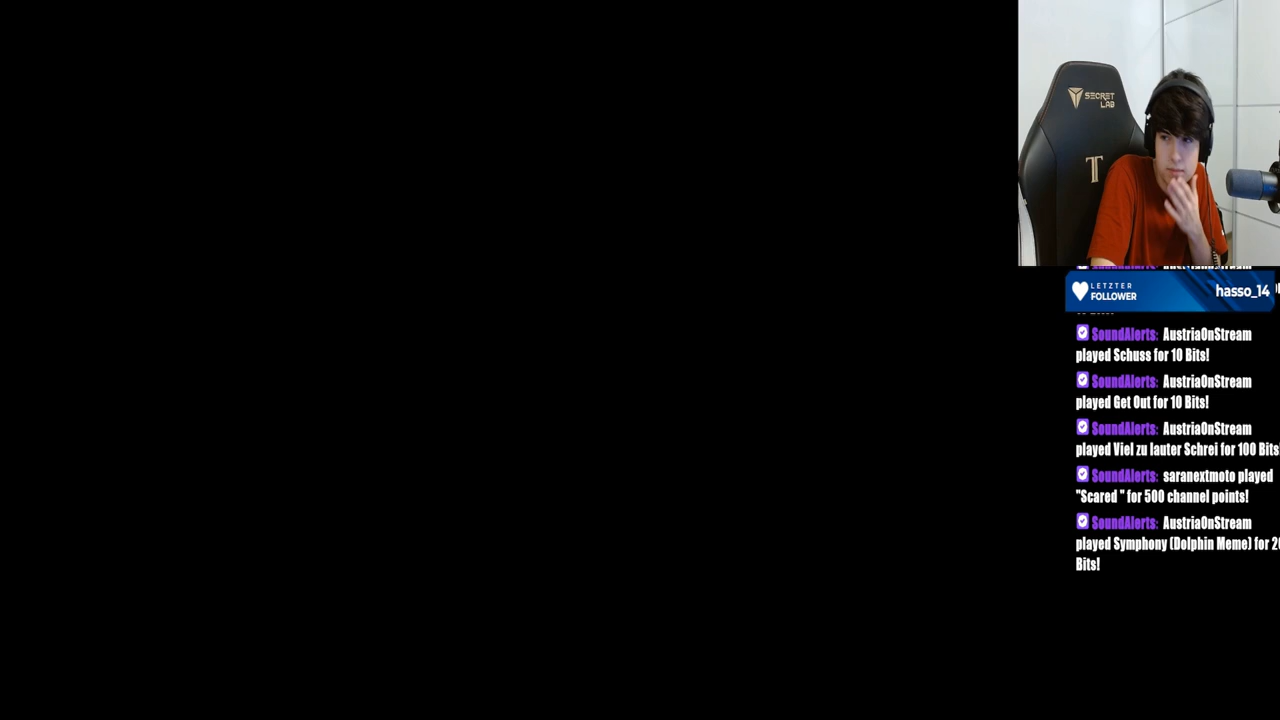 SECRET
LAB
T
LETZTER
FOLLOWER
hasso_14
SoundAlerts: AustriaOnStream
played Schuss for 10 Bits!
SoundAlerts: AustriaOnStream
played Get Out for 10 Bits!
SoundAlerts: AustriaOnStream
played Viel zu lauter Schrei for 100 Bits
SoundAlerts: saranextmoto played
"Scared " for 500 channel points!
SoundAlerts: AustriaOnStream
played Symphony (Dolphin Meme) for
Bits!